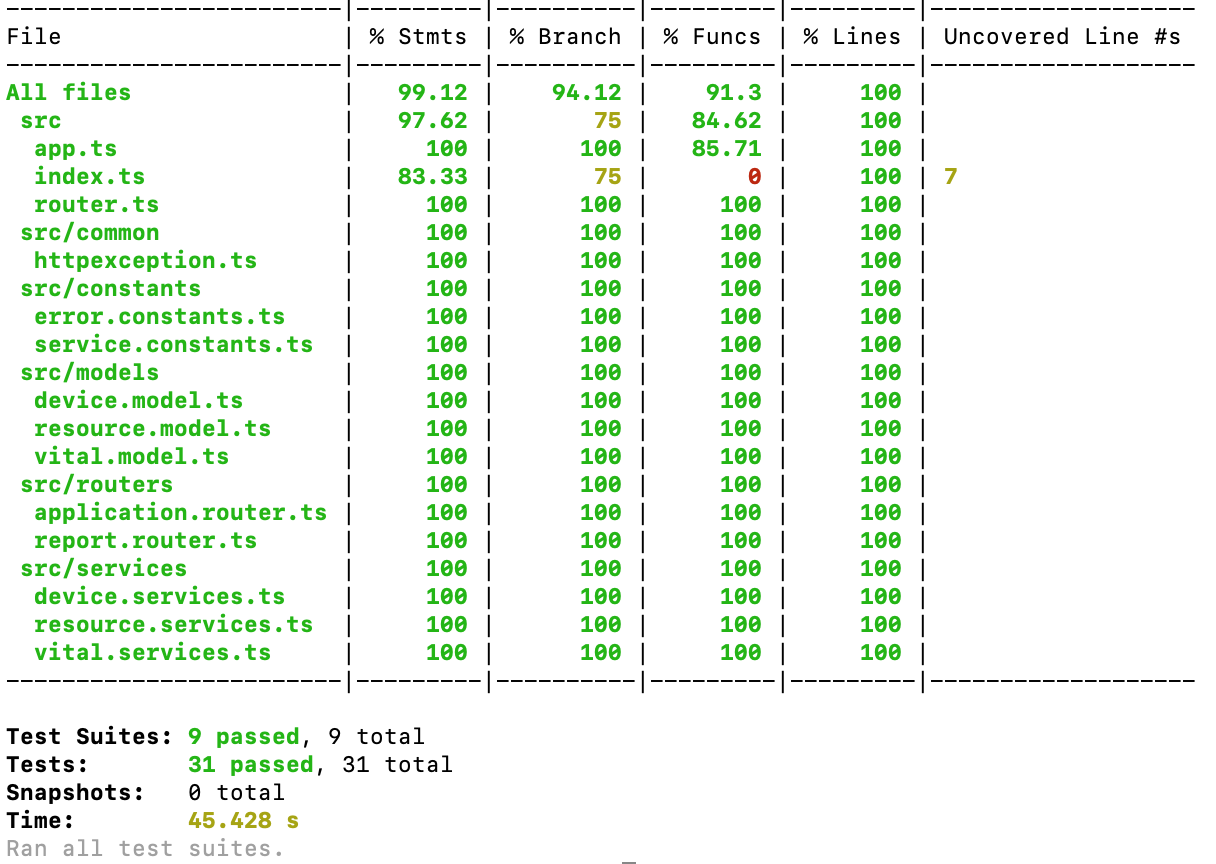 -------------------------|---------|----------|---------|---------|-------------------
File                     | % Stmts | % Branch | % Funcs | % Lines | Uncovered Line #s
-------------------------|---------|----------|---------|---------|-------------------
All files                |   99.12 |    94.12 |    91.3 |     100 |
 src                     |   97.62 |       75 |   84.62 |     100 |
  app.ts                 |     100 |      100 |   85.71 |     100 |
  index.ts               |   83.33 |       75 |       0 |     100 | 7
  router.ts              |     100 |      100 |     100 |     100 |
 src/common              |     100 |      100 |     100 |     100 |
  httpexception.ts       |     100 |      100 |     100 |     100 |
 src/constants           |     100 |      100 |     100 |     100 |
  error.constants.ts     |     100 |      100 |     100 |     100 |
  service.constants.ts   |     100 |      100 |     100 |     100 |
 src/models              |     100 |      100 |     100 |     100 |
  device.model.ts        |     100 |      100 |     100 |     100 |
  resource.model.ts      |     100 |      100 |     100 |     100 |
  vital.model.ts         |     100 |      100 |     100 |     100 |
 src/routers             |     100 |      100 |     100 |     100 |
  application.router.ts  |     100 |      100 |     100 |     100 |
  report.router.ts       |     100 |      100 |     100 |     100 |
 src/services            |     100 |      100 |     100 |     100 |
  device.services.ts     |     100 |      100 |     100 |     100 |
  resource.services.ts   |     100 |      100 |     100 |     100 |
  vital.services.ts      |     100 |      100 |     100 |     100 |
-------------------------|---------|----------|---------|---------|-------------------
Test Suites: 9 passed, 9 total
Tests:       31 passed, 31 total
Snapshots:   0 total
Time:        45.428 s
Ran all test suites.